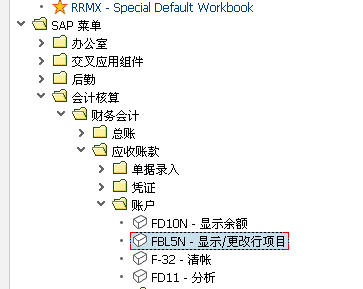 RRMX - Special Default Workbook
SAP 菜单
办公室
交叉应用组件
后勤
会计核算
财务会计
总账
应收账款
单据录入
凭证
账户
FD10N - 显示余额
FBL5N - 显示/更改行项目
F-32 - 清帐
FD11 - 分析